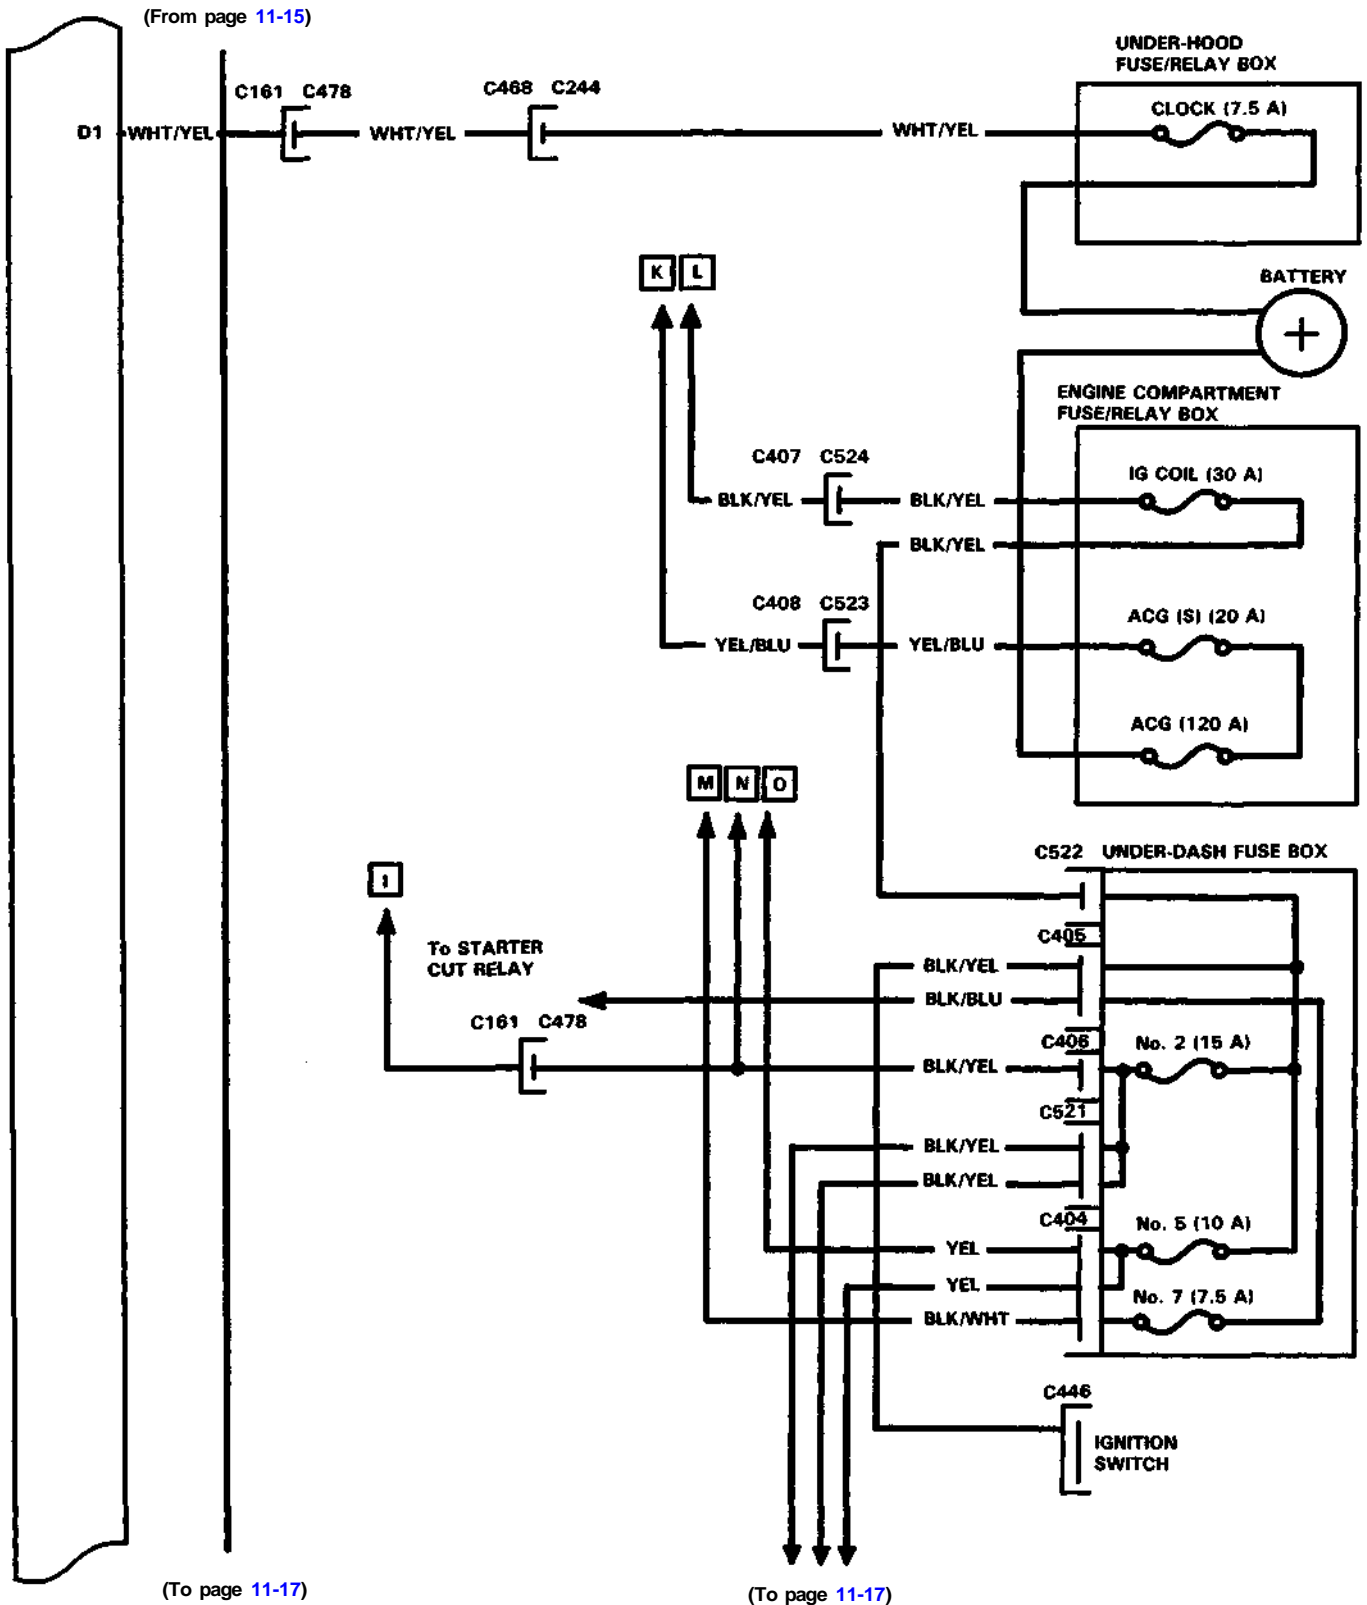 (From page 11-15)
UNDER-HOOD
FUSE/RELAY BOX
C161 C478
C468 C244
CLOCK (7.5 A)
D1
WHT/YEL
WHT/YEL
WHT/YEL
K L
BATTERY
+
ENGINE COMPARTMENT
FUSE/RELAY BOX
C407 C524
IG COIL (30 A)
BLK/YEL
BLK/YEL
BLK/YEL
C408 C523
ACG (S) (20 A)
YEL/BLU
YEL/BLU
ACG (120 A)
M N O
C522 UNDER-DASH FUSE BOX
I
C405
To STARTER
CUT RELAY
BLK/YEL
BLK/BLU
C161 C478
C406
No. 2 (15 A)
BLK/YEL
C521
BLK/YEL
BLK/YEL
C404
No. 5 (10 A)
YEL
YEL
No. 7 (7.5 A)
BLK/WHT
C446
IGNITION
SWITCH
(To page 11-17)
(To page 11-17)